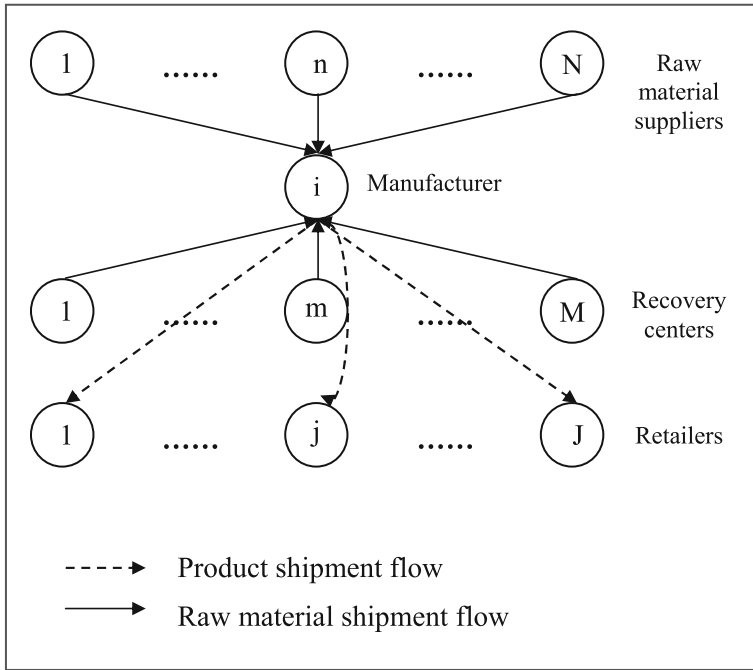 1 ...... n ...... N
Raw
material
suppliers
i
Manufacturer
1 ...... m ...... M
Recovery
centers
1 ...... j ...... J
Retailers
Product shipment flow
Raw material shipment flow